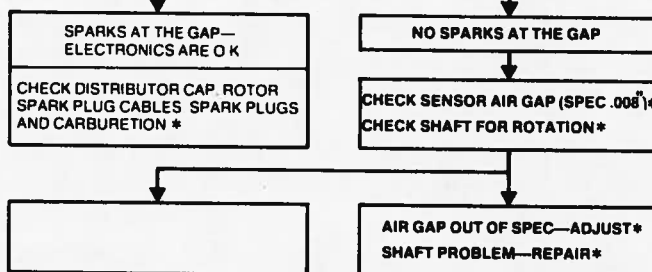 SPARKS AT THE GAP—
ELECTRONICS ARE O K
CHECK DISTRIBUTOR CAP, ROTOR
SPARK PLUG CABLES SPARK PLUGS
AND CARBURETION *
NO SPARKS AT THE GAP
CHECK SENSOR AIR GAP (SPEC .008")*
CHECK SHAFT FOR ROTATION*
AIR GAP OUT OF SPEC—ADJUST*
SHAFT PROBLEM—REPAIR*